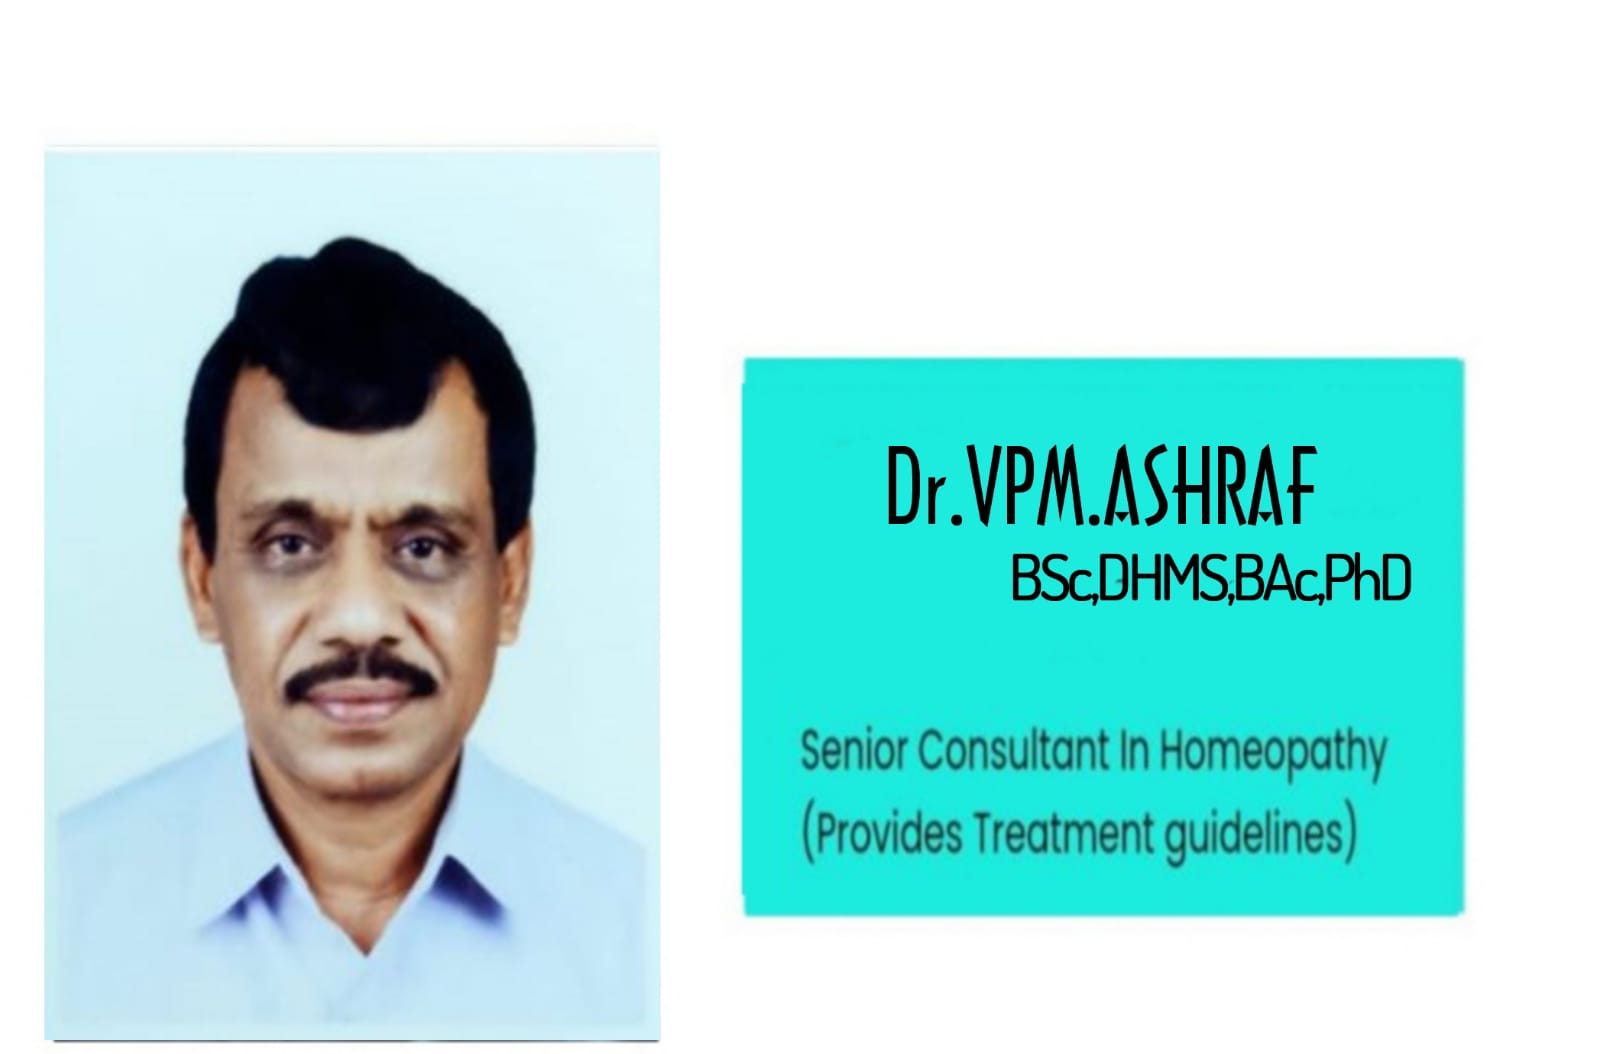 Dr.VPM.ASHRAF
BSc,DHMS,BAc,PhD
Senior Consultant In Homeopathy
(Provides Treatment guidelines)